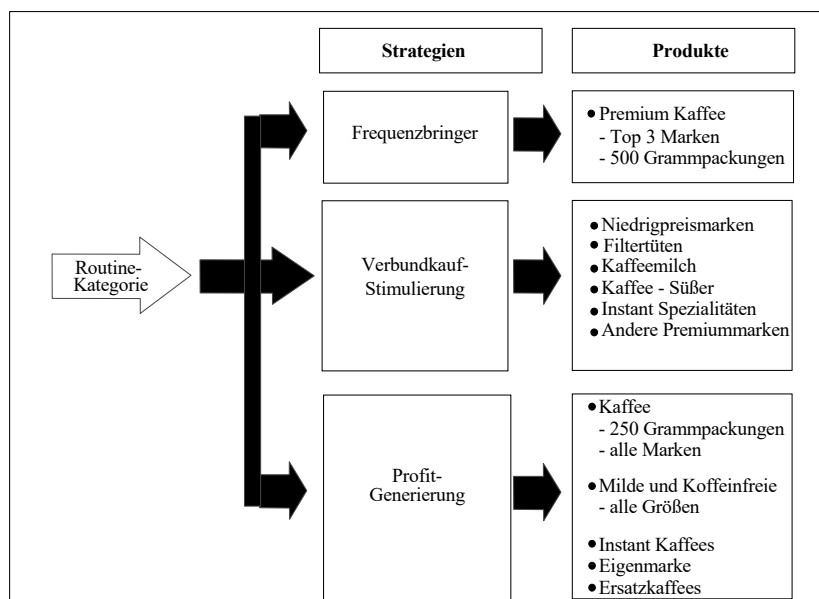 Strategien
Produkte
Frequenzbringer
● Premium Kaffee
- Top 3 Marken
- 500 Grammpackungen
Routine-
Kategorie
Verbundkauf-
Stimulierung
● Niedrigpreismarken
● Filtertüten
● Kaffeemilch
● Kaffee - Süßer
● Instant Spezialitäten
● Andere Premiummarken
Profit-
Generierung
● Kaffee
- 250 Grammpackungen
- alle Marken
● Milde und Koffeinfreie
- alle Größen
● Instant Kaffees
● Eigenmarke
● Ersatzkaffees